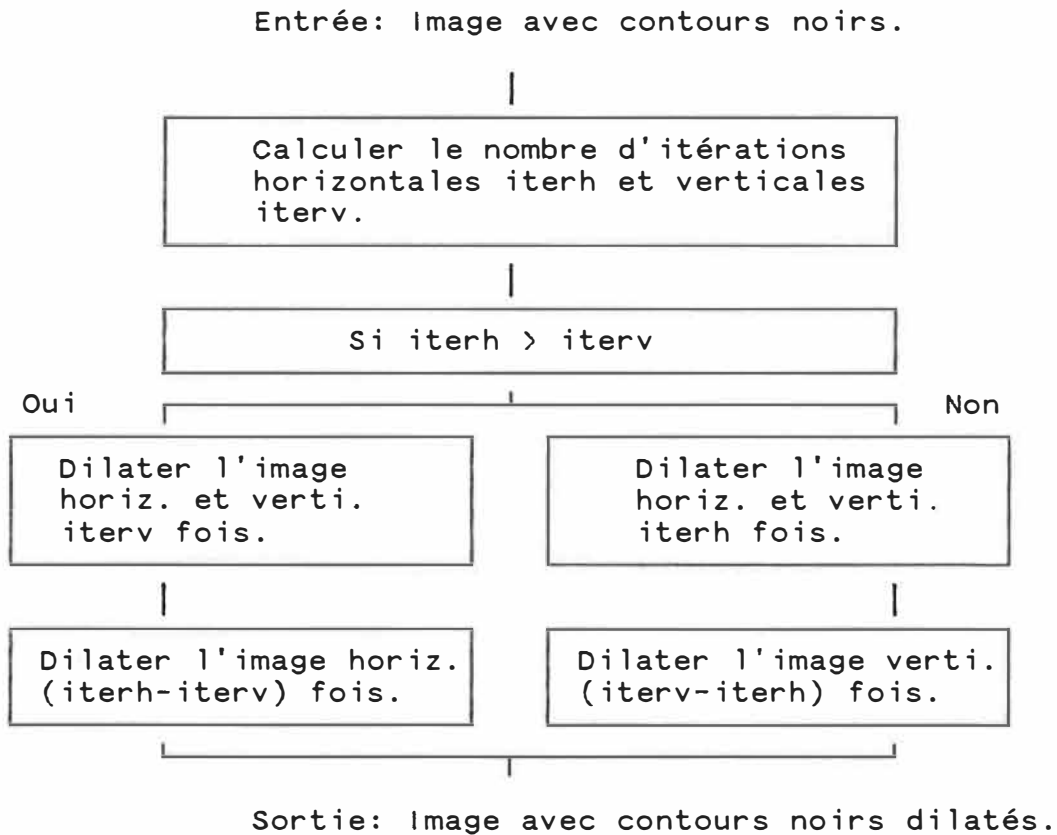 Entrée: Image avec contours noirs.
Calculer le nombre d'itérations
horizontales iterh et verticales
iterv.
Si iterh > iterv
Oui
Non
Dilater l'image
horiz. et verti.
iterv fois.
Dilater l'image
horiz. et verti.
iterh fois.
Dilater l'image horiz.
(iterh-iterv) fois.
Dilater l'image verti.
(iterv-iterh) fois.
Sortie: Image avec contours noirs dilatés.